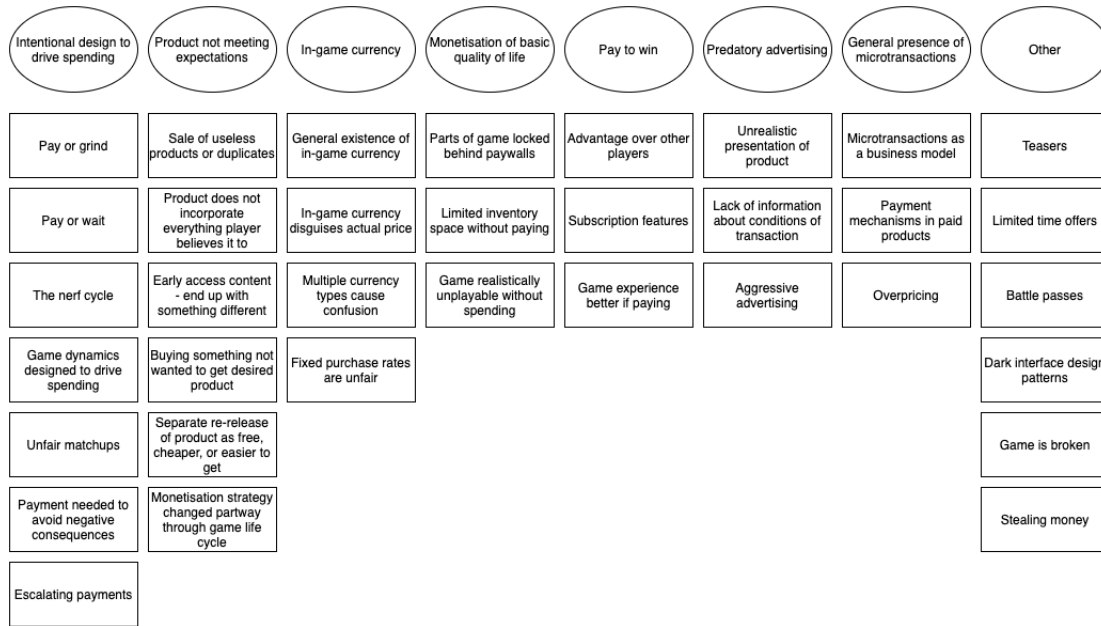 Intentional design to
drive spending
Product not meeting
expectations
In-game currency
Monetisation of basic
quality of life
Pay to win
Predatory advertising
General presence of
microtransactions
Other
Pay or grind
Sale of useless
products or duplicates
General existence of
in-game currency
Parts of game locked
behind paywalls
Advantage over other
players
Unrealistic
presentation of
product
Microtransactions as
a business model
Teasers
Pay or wait
Product does not
incorporate
everything player
believes it to
In-game currency
disguises actual price
Limited inventory
space without paying
Subscription features
Lack of information
about conditions of
transaction
Payment
mechanisms in paid
products
Limited time offers
The nerf cycle
Early access content
- end up with
something different
Multiple currency
types cause
confusion
Game realistically
unplayable without
spending
Game experience
better if paying
Aggressive
advertising
Overpricing
Battle passes
Game dynamics
designed to drive
spending
Buying something not
wanted to get desired
product
Fixed purchase rates
are unfair
Dark interface design
patterns
Unfair matchups
Separate re-release
of product as free,
cheaper, or easier to
get
Game is broken
Payment needed to
avoid negative
consequences
Monetisation strategy
changed partway
through game life
cycle
Stealing money
Escalating payments